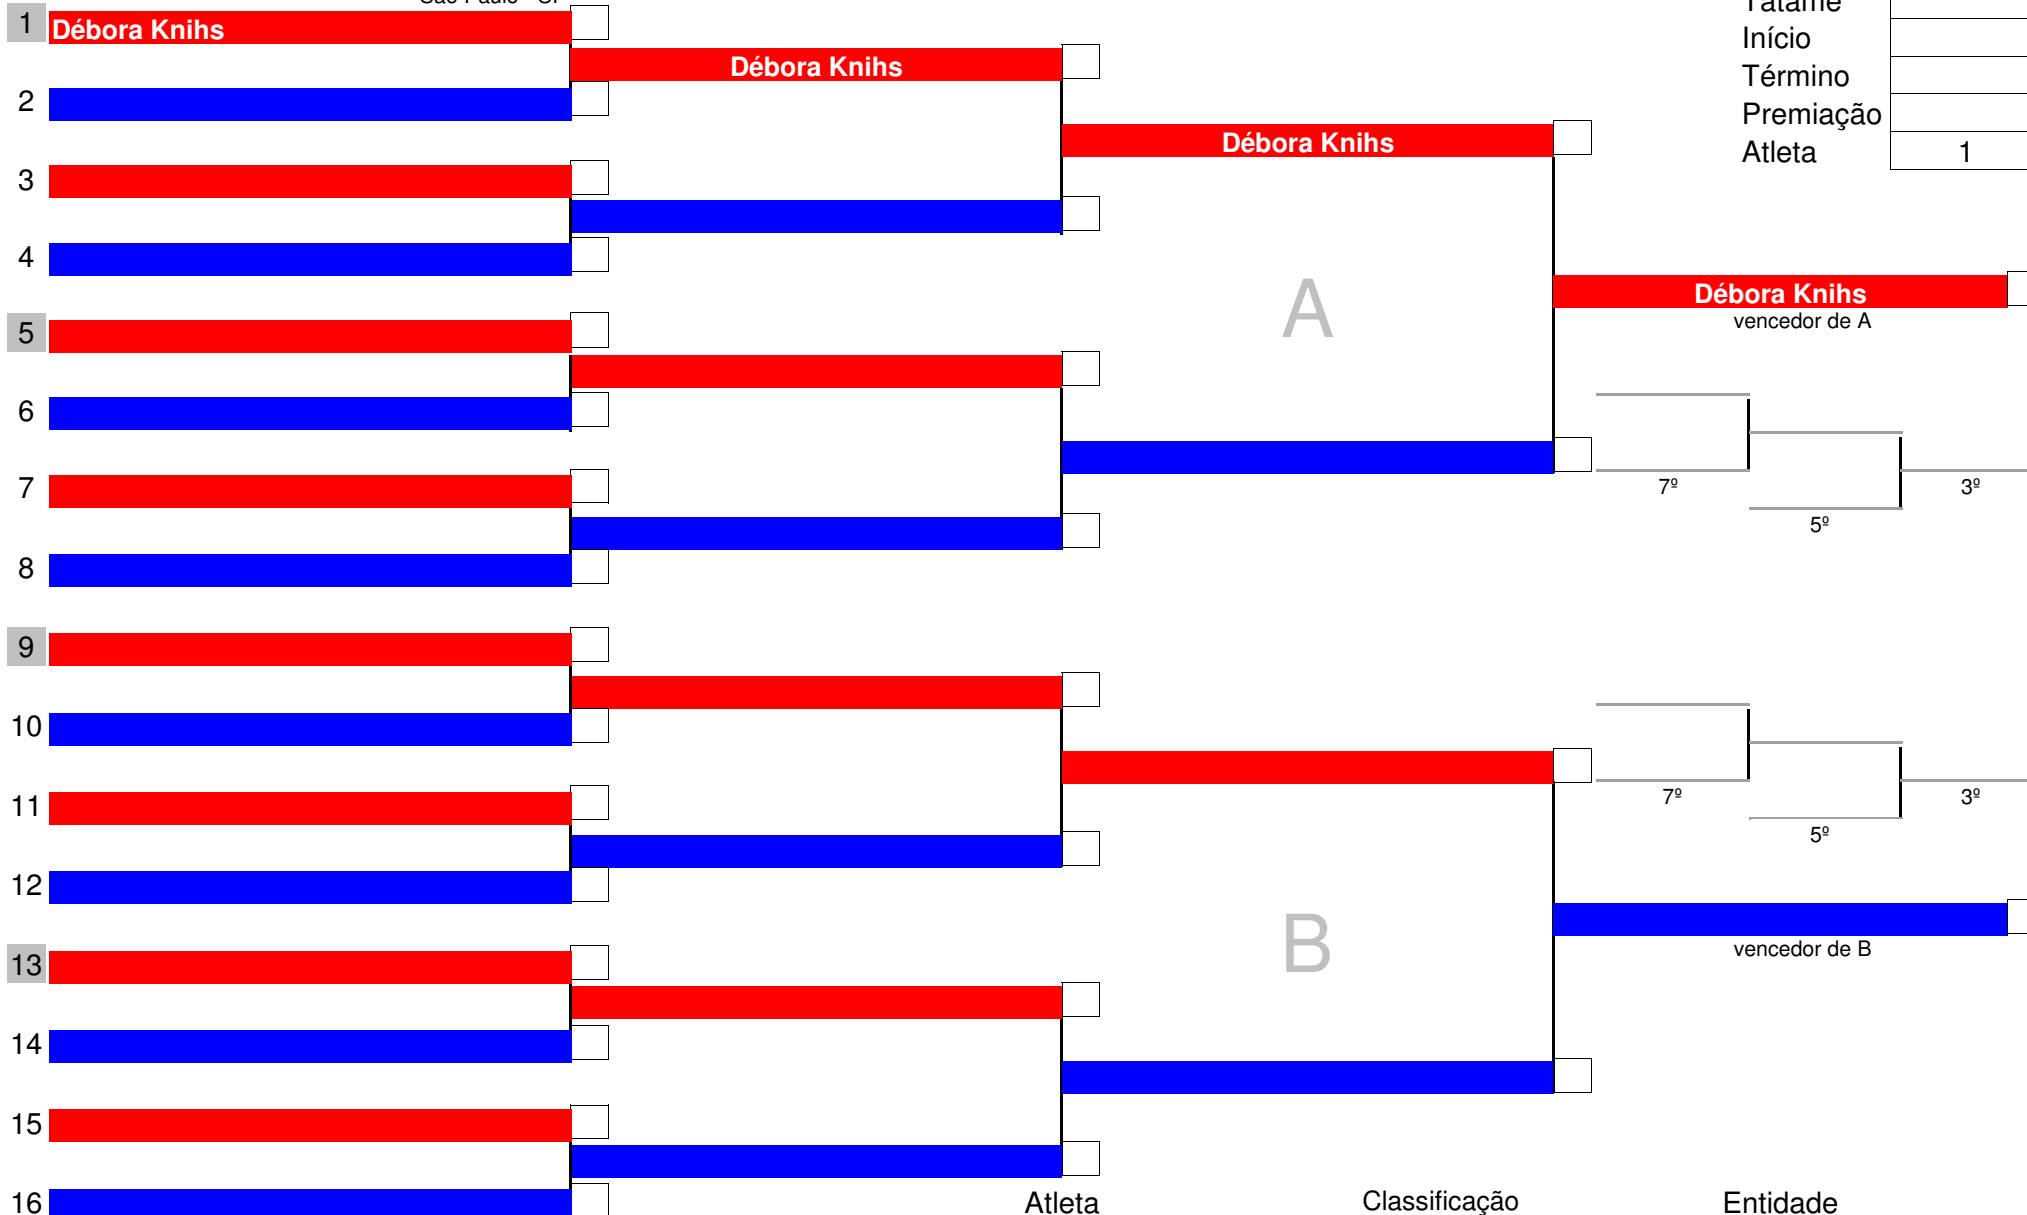 1 Débora Knihs
Débora Knihs
2
Débora Knihs
3
4
Débora Knihs
vencedor de A
5
6
7
8
A
7º
5º
3º
9
10
11
12
13
14
15
16
B
7º
5º
3º
vencedor de B
Tatame
Início
Término
Premiação
Atleta 1
Atleta Classificação Entidade